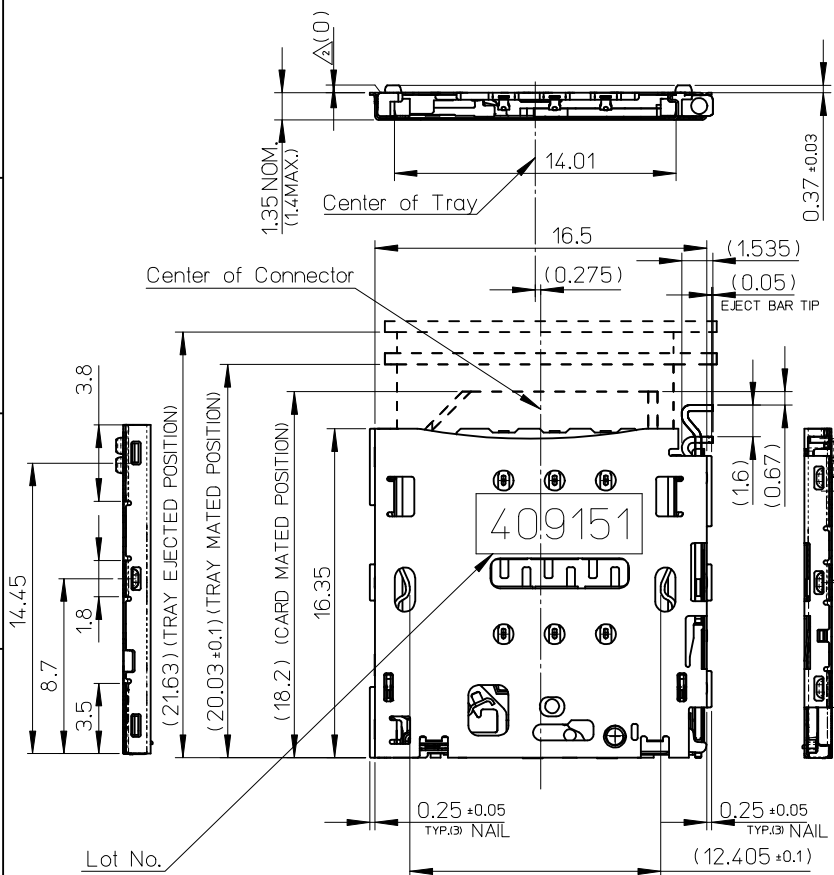 ⚠2 (0)
1.35 NOM.
(1.4MAX.)
14.01
0.37 ±0.03
Center of Tray
16.5
(1.535)
Center of Connector
(0.275)
(0.05)
EJECT BAR TIP
3.8
14.45
8.7
1.8
3.5
(21.63) (TRAY EJECTED POSITION)
(20.03 ±0.1) (TRAY MATED POSITION)
(18.2) (CARD MATED POSITION)
16.35
409151
(1.6)
(0.67)
0.25 ±0.05
TYP.(3) NAIL
0.25 ±0.05
TYP.(3) NAIL
Lot No.
(12.405 ±0.1)